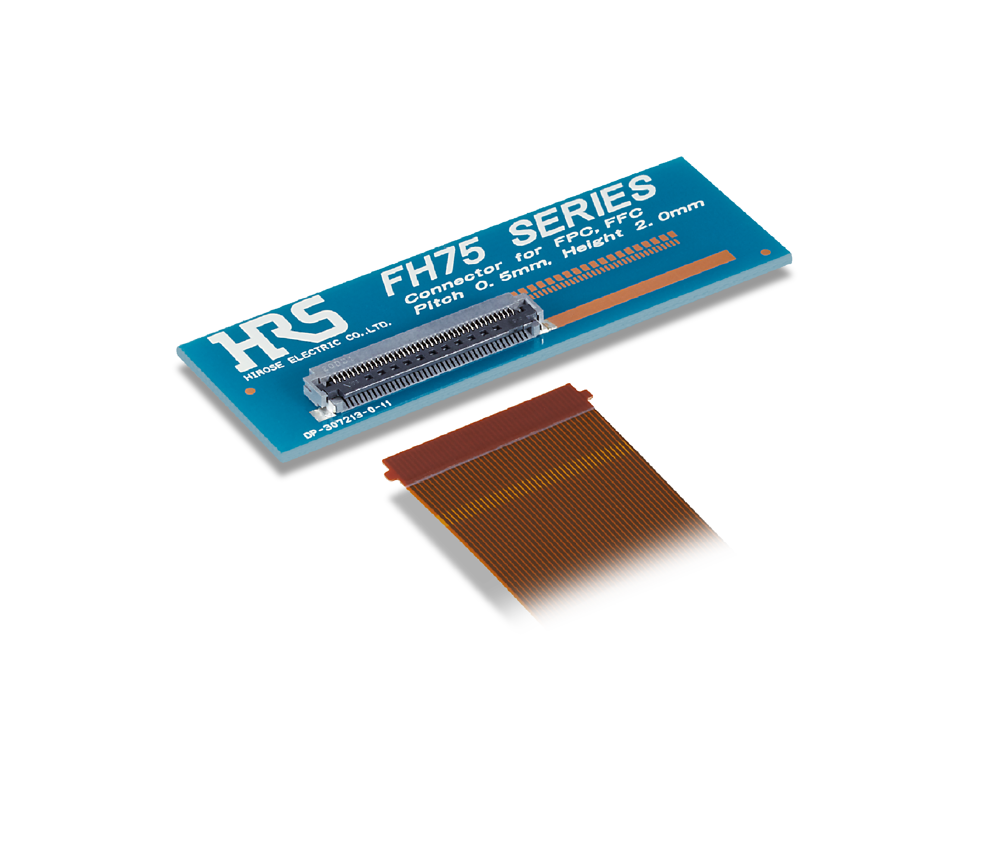 FH75 SERIES
Connector for FPC, FFC
Pitch 0.5mm, Height 2.0mm
HRS
HIROSE ELECTRIC CO.,LTD.
DP-307213-0-11